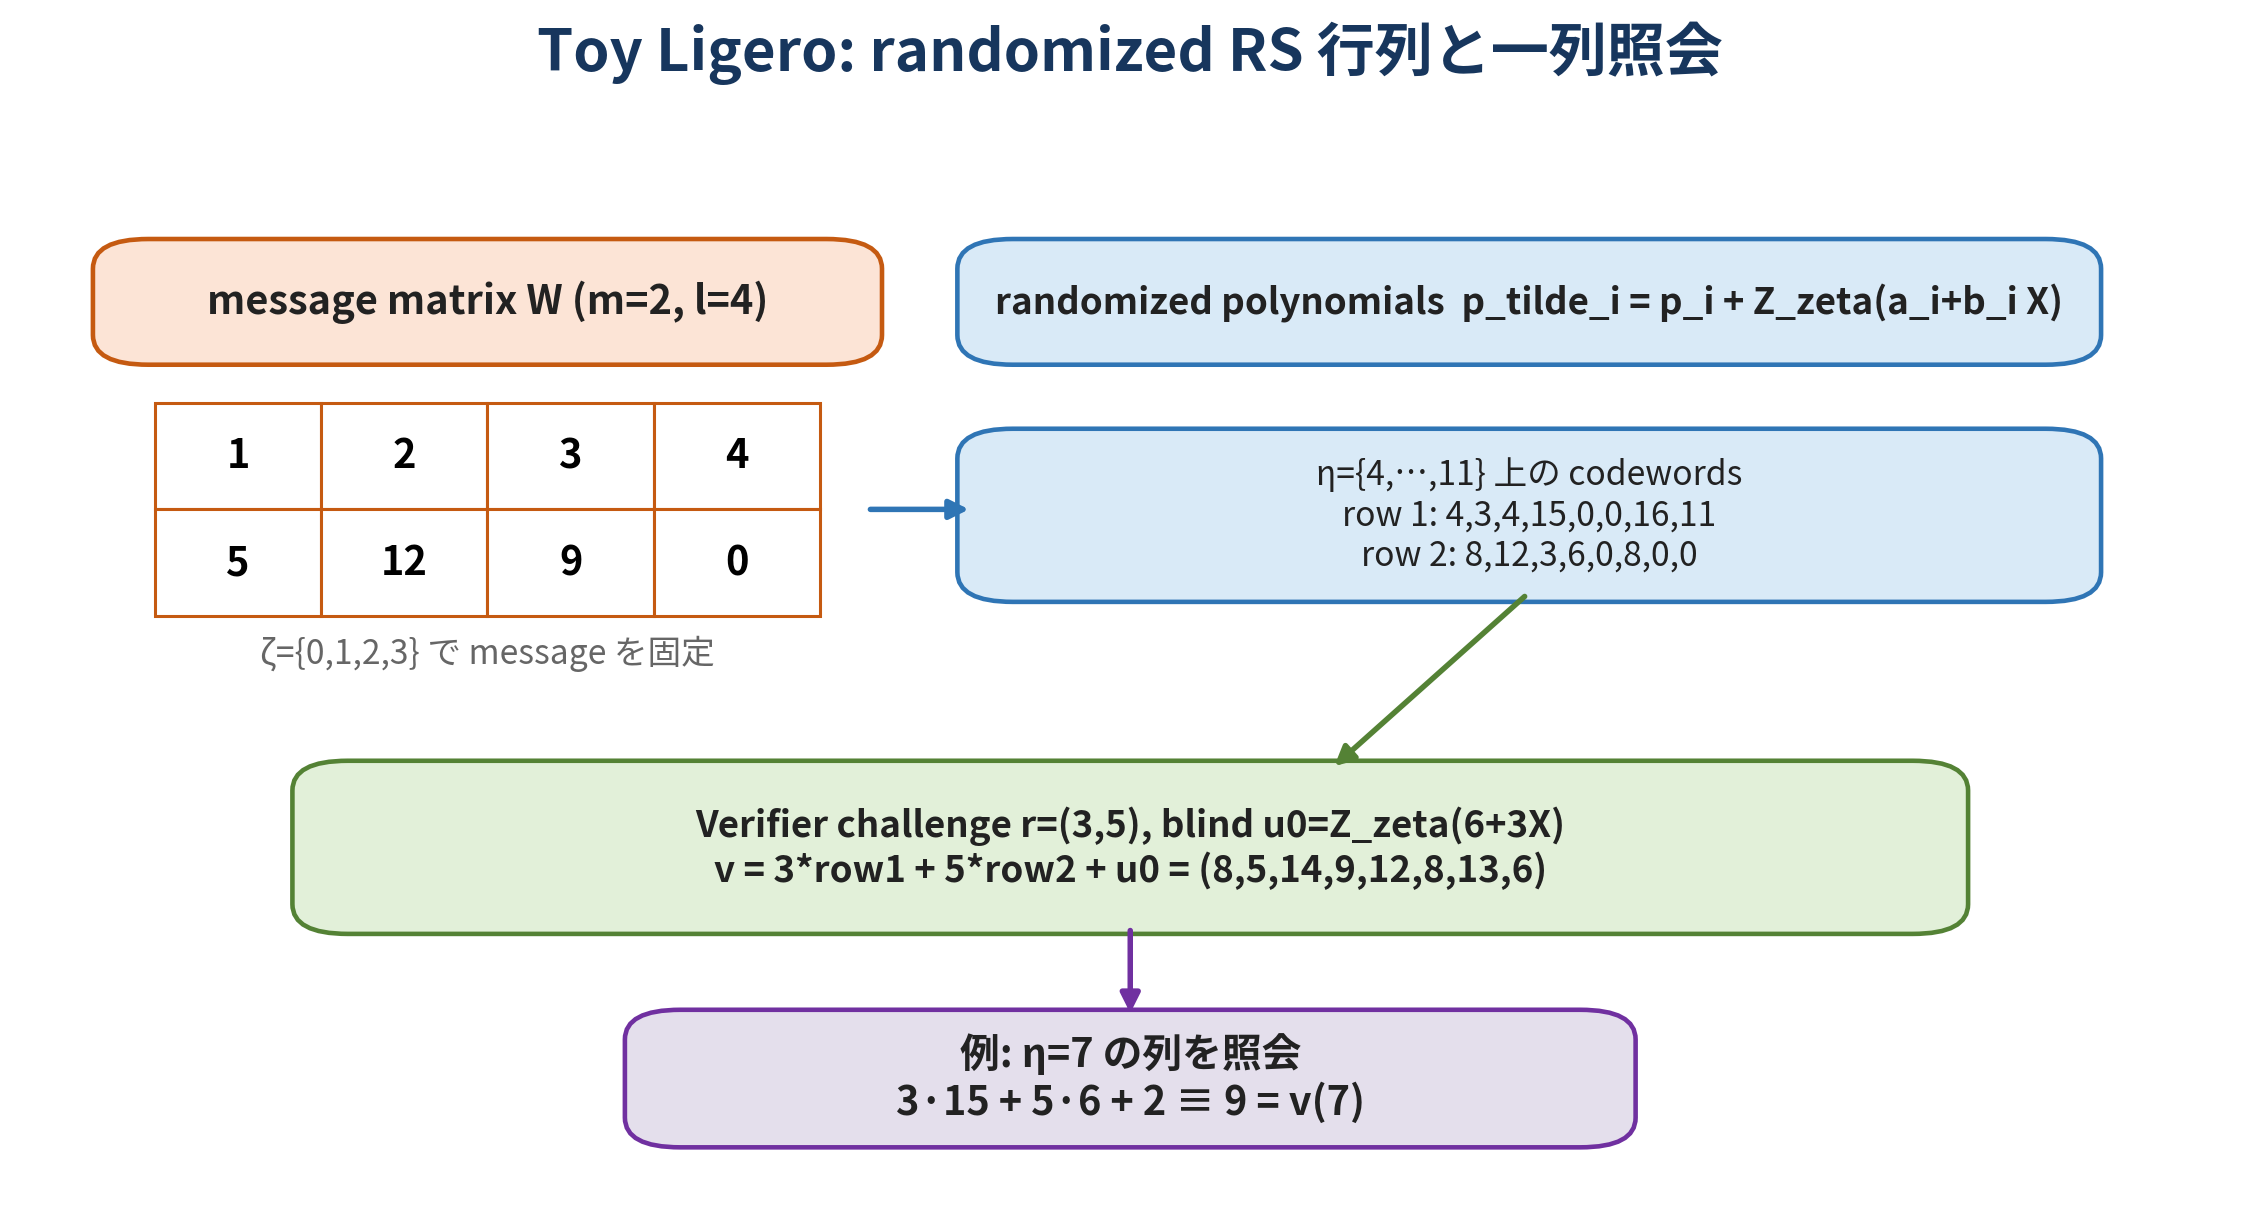 Toy Ligero: randomized RS 行列と一列照会
message matrix W (m=2, l=4)
randomized polynomials  p_tilde_i = p_i + Z_zeta(a_i+b_i X)
1 2 3 4
5 12 9 0
ζ={0,1,2,3} で message を固定
η={4,⋯,11} 上の codewords
row 1: 4,3,4,15,0,0,16,11
row 2: 8,12,3,6,0,8,0,0
Verifier challenge r=(3,5), blind u0=Z_zeta(6+3X)
v = 3*row1 + 5*row2 + u0 = (8,5,14,9,12,8,13,6)
例: η=7 の列を照会
3·15 + 5·6 + 2 ≡ 9 = v(7)